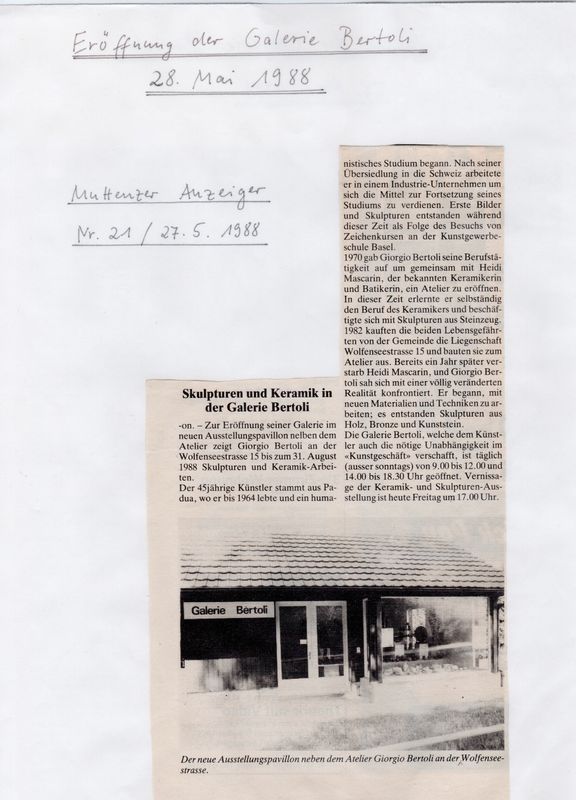 Eröffnung der Galerie Bertoli
28. Mai 1988
Muttenzer Anzeiger
Nr. 21 / 27. 5. 1988
Skulpturen und Keramik in
der Galerie Bertoli
-on. – Zur Eröffnung seiner Galerie im
neuen Ausstellungspavillon nelben dem
Atelier zeigt Giorgio Bertoli an der
Wolfenseestrasse 15 bis zum 31. August
1988 Skulpturen und Keramik-Arbei-
ten.
Der 45jährige Künstler stammt aus Pa-
dua, wo er bis 1964 lebte und ein huma-
nistisches Studium begann. Nach seiner
Übersiedlung in die Schweiz arbeitete
er in einem Industrie-Unternehmen um
sich die Mittel zur Fortsetzung seines
Studiums zu verdienen. Erste Bilder
und Skulpturen entstanden während
dieser Zeit als Folge des Besuchs von
Zeichenkursen an der Kunstgewerbe-
schule Basel.
1970 gab Giorgio Bertoli seine Berufstä-
tigkeit auf um gemeinsam mit Heidi
Mascarin, der bekannten Keramikerin
und Batikerin, ein Atelier zu eröffnen.
In dieser Zeit erlernte er selbständig
den Beruf des Keramikers und beschäf-
tigte sich mit Skulpturen aus Steinzeug.
1982 kauften die beiden Lebensgefähr-
ten von der Gemeinde die Liegenschaft
Wolfenseestrasse 15 und bauten sie zum
Atelier aus. Bereits ein Jahr später ver-
starb Heidi Mascarin, und Giorgio Ber-
toli sah sich mit einer völlig veränderten
Realität konfrontiert. Er begann, mit
neuen Materialien und Techniken zu ar-
beiten; es entstanden Skulpturen aus
Holz, Bronze und Kunststein.
Die Galerie Bertoli, welche dem Künst-
ler auch die nötige Unabhängigkeit im
«Kunstgeschäft» verschafft, ist täglich
(ausser sonntags) von 9.00 bis 12.00 und
14.00 bis 18.30 Uhr geöffnet. Vernissa-
ge der Keramik- und Skulpturen-Aus-
stellung ist heute Freitag um 17.00 Uhr.
Galerie Bertoli
Der neue Ausstellungspavillon neben dem Atelier Giorgio Bertoli an der Wolfensee-
strasse.